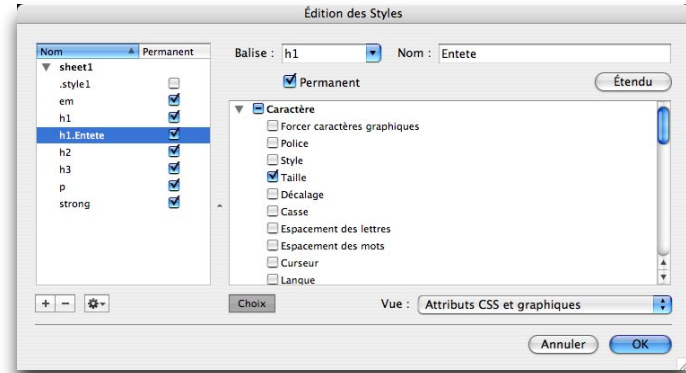 Édition des Styles
Nom Permanent
sheet1
.style1
em
h1
h1.Entete
h2
h3
p
strong
Balise : h1 Nom : Entete
Permanent Étendu
Caractère
Forcer caractères graphiques
Police
Style
Taille
Décalage
Casse
Espacement des lettres
Espacement des mots
Curseur
Langue
Choix Vue : Attributs CSS et graphiques
Annuler OK